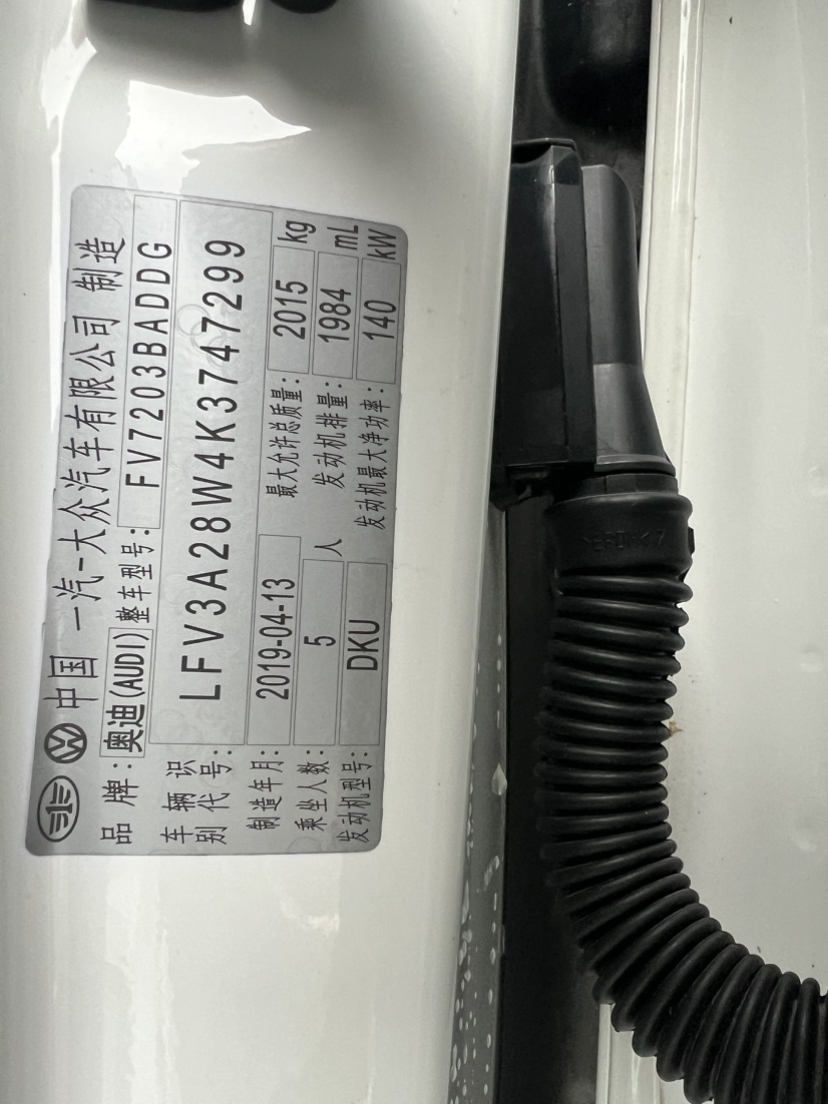 中国 一汽-大众汽车有限公司 制造
品牌: 奥迪(AUDI) 整车型号: FV7203BADDG
车辆识别代号: LFV3A28W4K3747299
制造年月: 2019-04-13 最大允许总质量: 2015 kg
乘坐人数: 5 人 发动机排量: 1984 mL
发动机型号: DKU 发动机最大净功率: 140 kW